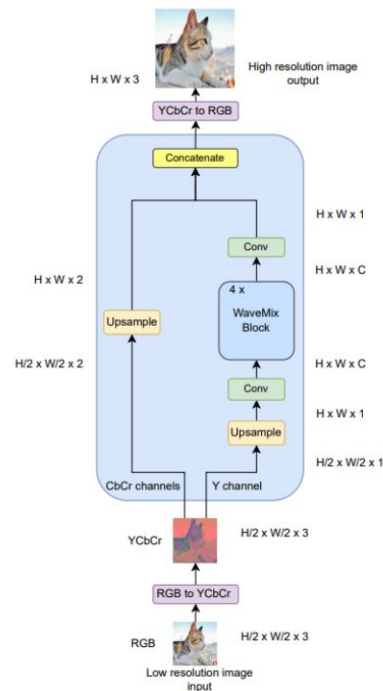 High resolution image
output
H x W x 3
YCbCr to RGB
Concatenate
H x W x 1
Conv
H x W x C
H x W x 2
4 x
WaveMix
Block
Upsample
H/2 x W/2 x 2
H x W x C
Conv
H x W x 1
Upsample
H/2 x W/2 x 1
CbCr channels
Y channel
YCbCr
H/2 x W/2 x 3
RGB to YCbCr
RGB
H/2 x W/2 x 3
Low resolution image
input